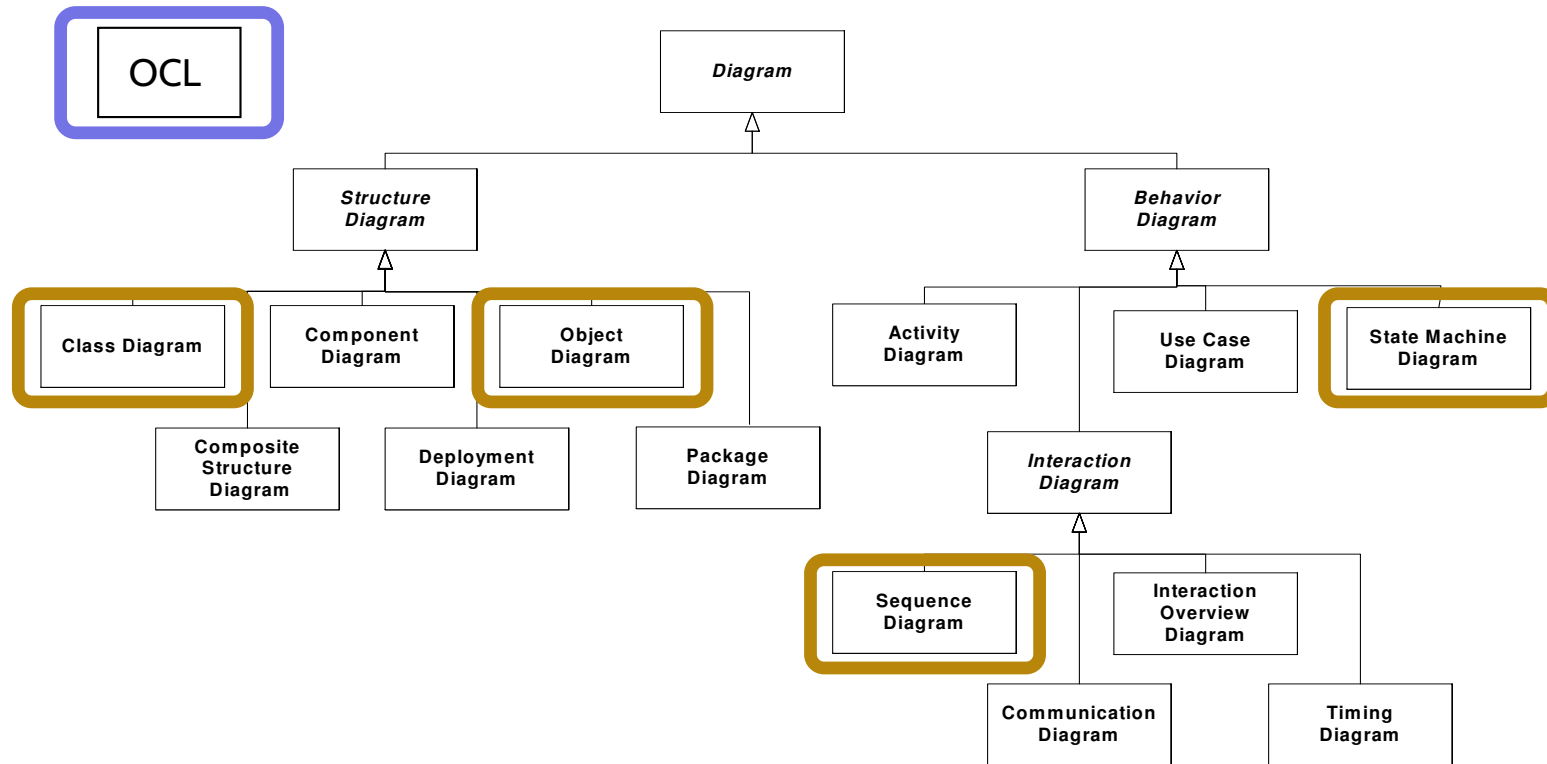 OCL
Diagram
Structure
Diagram
Behavior
Diagram
Class Diagram
Component
Diagram
Object
Diagram
Activity
Diagram
Use Case
Diagram
State Machine
Diagram
Composite
Structure
Diagram
Deployment
Diagram
Package
Diagram
Interaction
Diagram
Sequence
Diagram
Interaction
Overview
Diagram
Communication
Diagram
Timing
Diagram